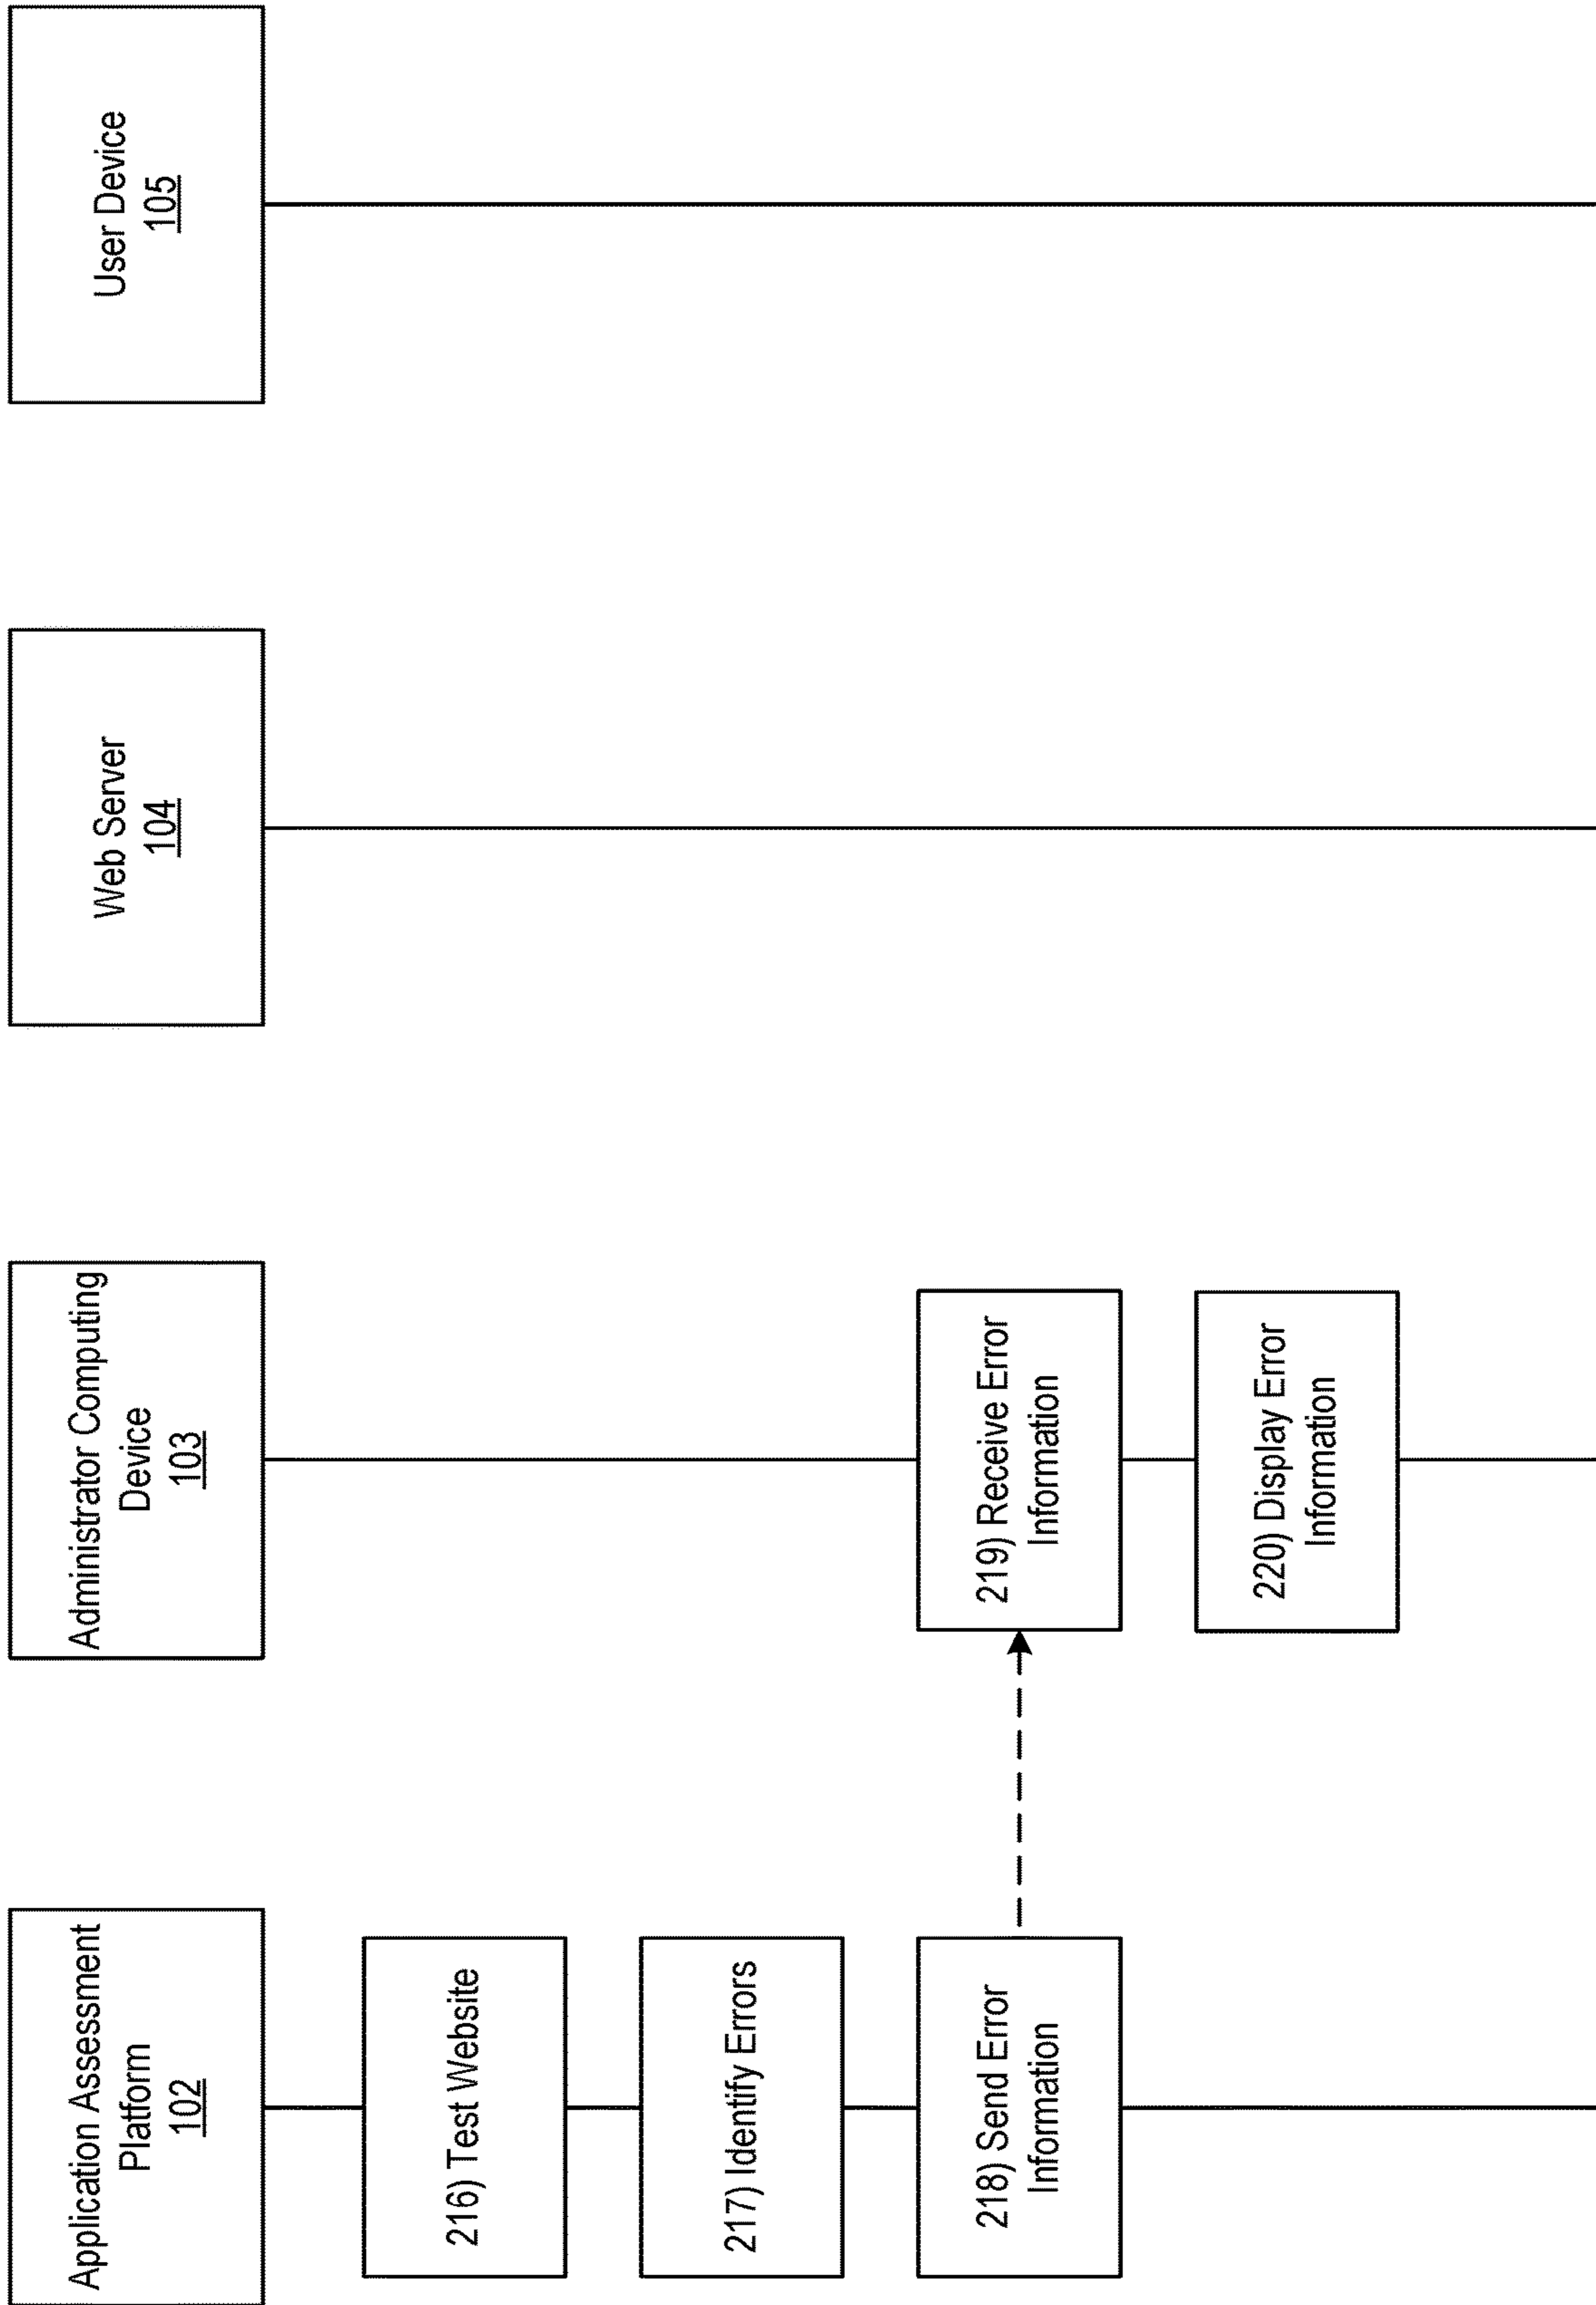 Application Assessment
Platform
102
Administrator Computing
Device
103
Web Server
104
User Device
105
216) Test Website
217) Identify Errors
218) Send Error
Information
219) Receive Error
Information
220) Display Error
Information